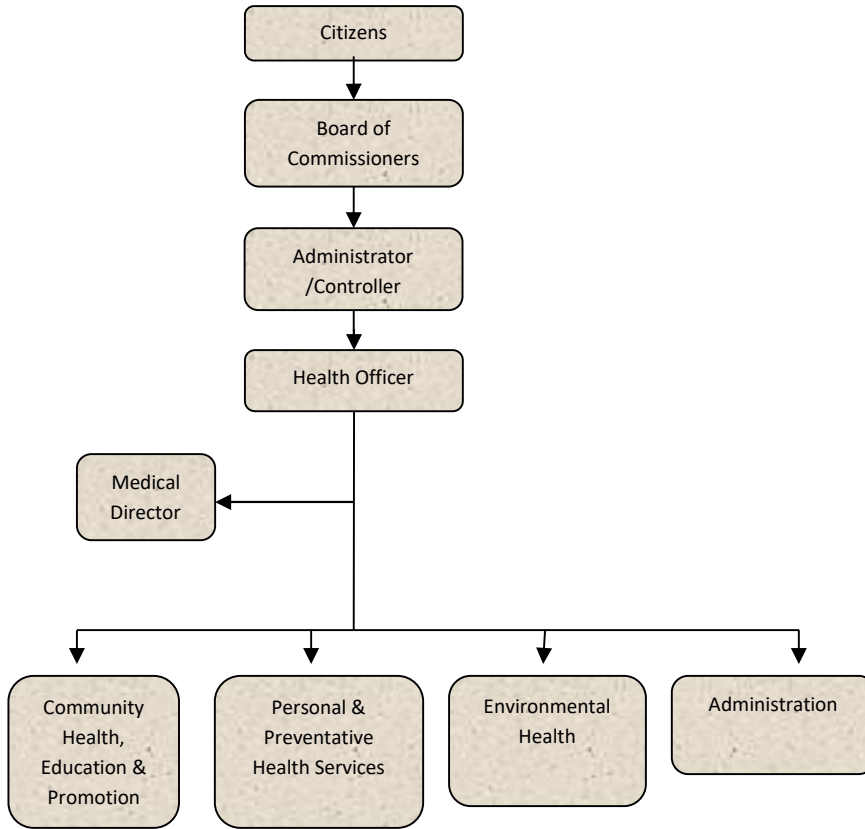 Citizens
Board of
Commissioners
Administrator
/Controller
Health Officer
Medical
Director
Community
Health,
Education &
Promotion
Personal &
Preventative
Health Services
Environmental
Health
Administration